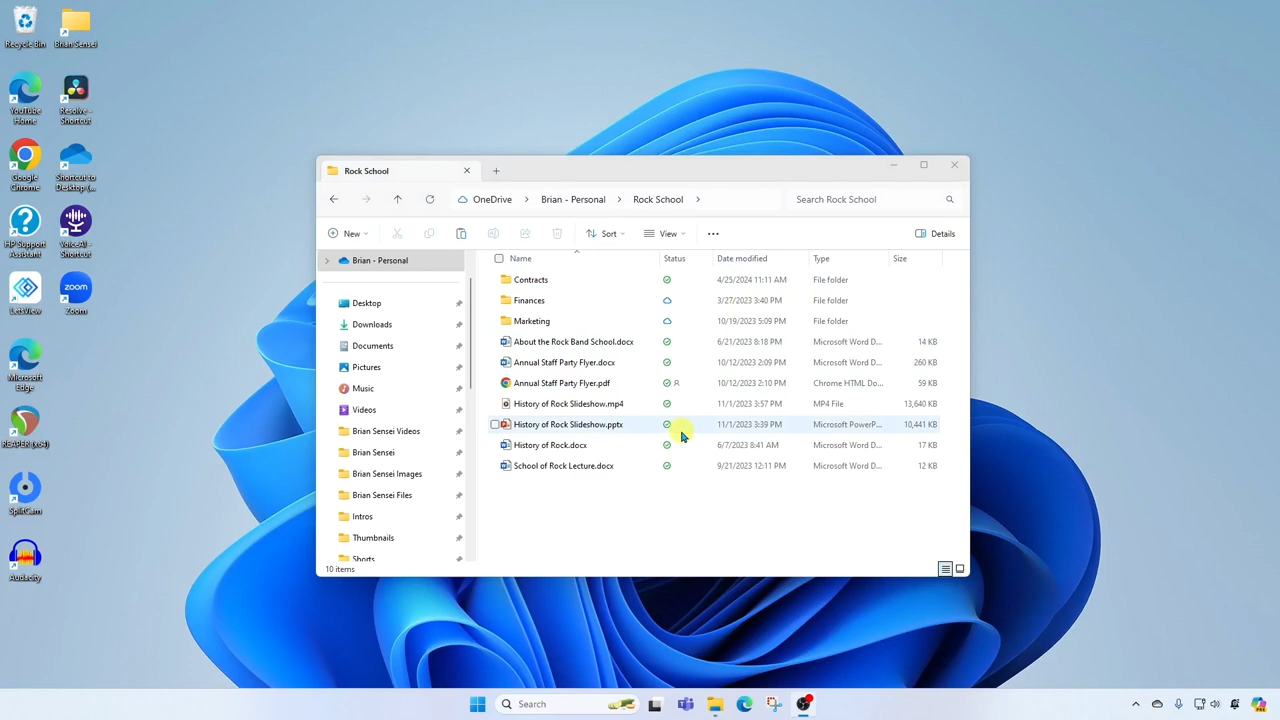 Recycle Bin
Brian Sensei
YouTube Home
Resolve - Shortcut
Google Chrome
Shortcut to Desktop (...
HP Support Assistant
VoiceAI - Shortcut
LetsView
Zoom
zoom
Microsoft Edge
REAPER (x64)
SplitCam
Audacity
Rock School
OneDrive
Brian - Personal
Rock School
Search Rock School
New
Sort
View
Details
Brian - Personal
Desktop
Downloads
Documents
Pictures
Music
Videos
Brian Sensei Videos
Brian Sensei
Brian Sensei Images
Brian Sensei Files
Intros
Thumbnails
Shorts
Name Status Date modified Type Size
Contracts 4/25/2024 11:11 AM File folder
Finances 3/27/2023 3:40 PM File folder
Marketing 10/19/2023 5:09 PM File folder
About the Rock Band School.docx 6/21/2023 8:18 PM Microsoft Word D... 14 KB
Annual Staff Party Flyer.docx 10/12/2023 2:09 PM Microsoft Word D... 260 KB
Annual Staff Party Flyer.pdf 10/12/2023 2:10 PM Chrome HTML Do... 59 KB
History of Rock Slideshow.mp4 11/1/2023 3:57 PM MP4 File 13,640 KB
History of Rock Slideshow.pptx 11/1/2023 3:39 PM Microsoft PowerP... 10,441 KB
History of Rock.docx 6/7/2023 8:41 AM Microsoft Word D... 17 KB
School of Rock Lecture.docx 9/21/2023 12:11 PM Microsoft Word D... 12 KB
10 items
Search